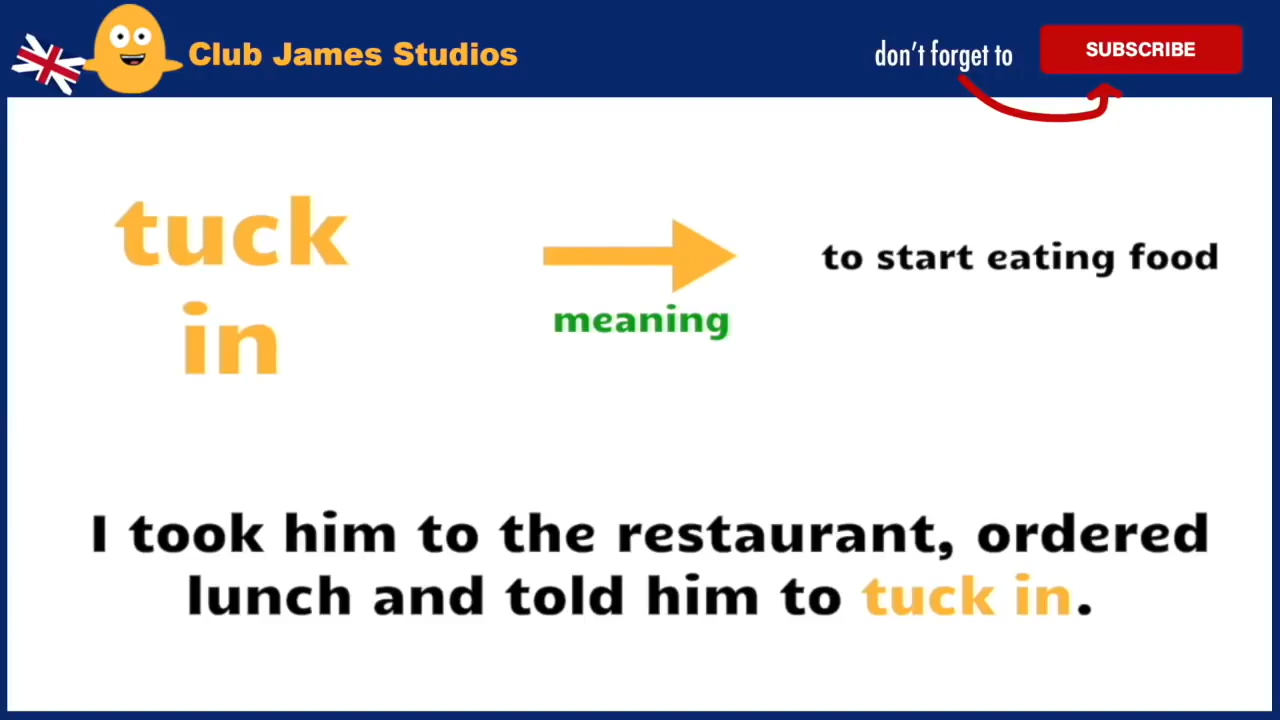 Club James Studios
don't forget to
SUBSCRIBE
tuck
in
meaning
to start eating food
I took him to the restaurant, ordered
lunch and told him to tuck in.